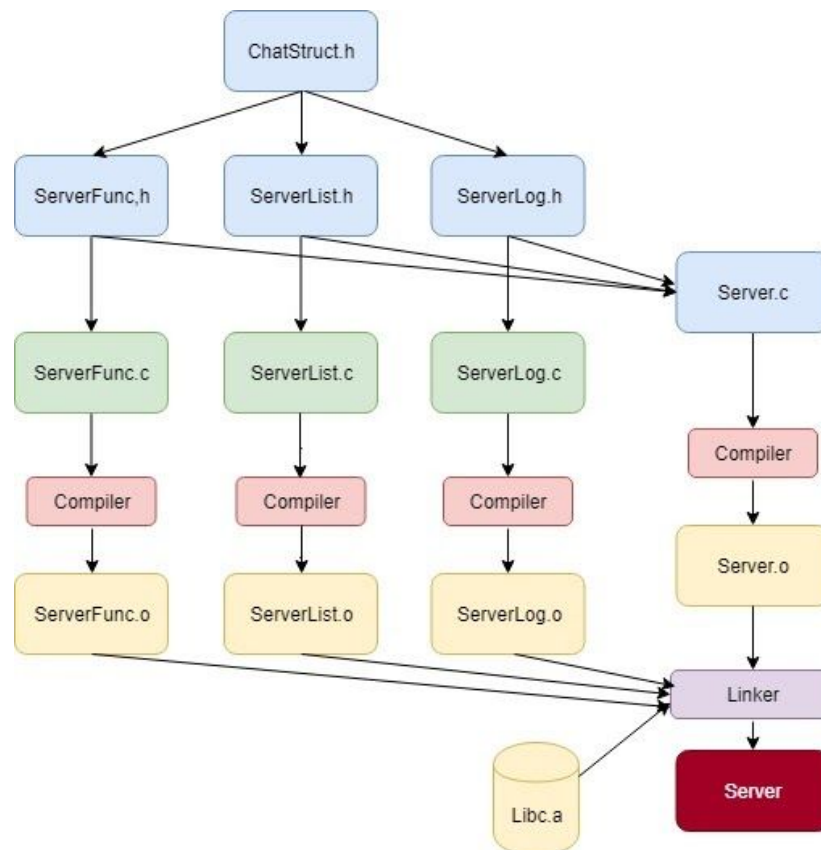 ChatStruct.h
ServerFunc,h
ServerList.h
ServerLog.h
Server.c
ServerFunc.c
ServerList.c
ServerLog.c
Compiler
Compiler
Compiler
Compiler
Server.o
ServerFunc.o
ServerList.o
ServerLog.o
Linker
Server
Libc.a